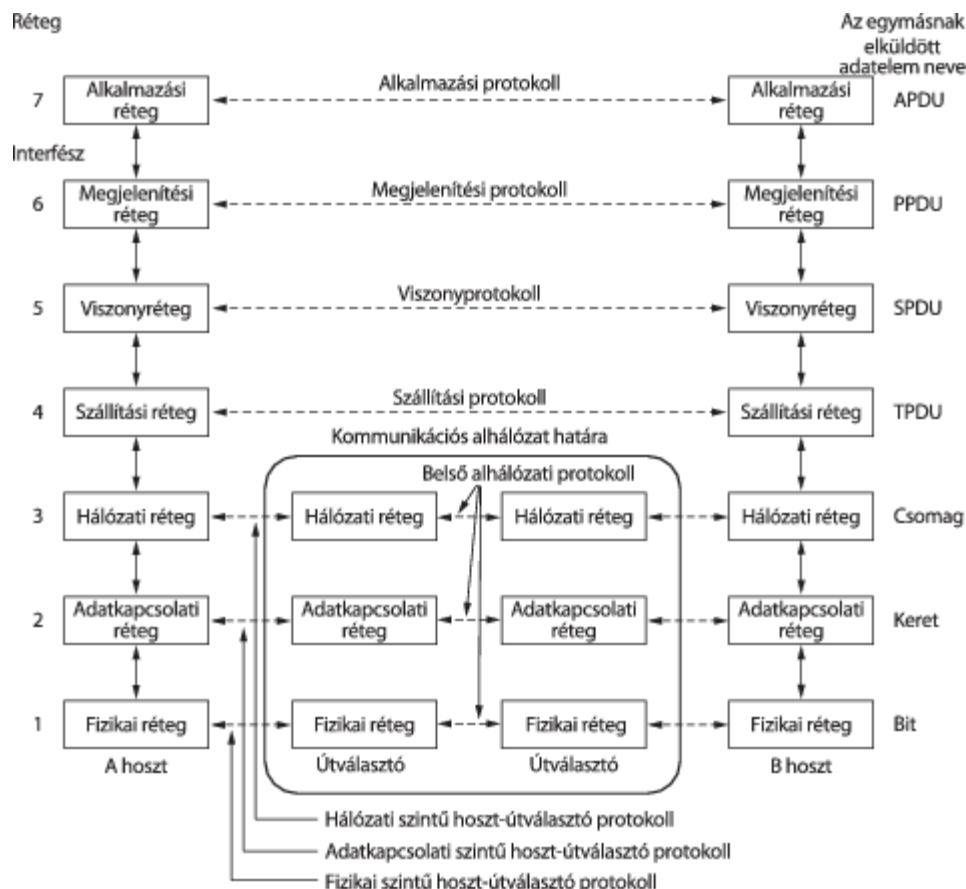 Réteg
Az egymásnak
elküldött
adatelem neve
7
Alkalmazási
réteg
Alkalmazási protokoll
Alkalmazási
réteg
APDU
Interfész
6
Megjelenítési
réteg
Megjelenítési protokoll
Megjelenítési
réteg
PPDU
5
Viszonyréteg
Viszonyprotokoll
Viszonyréteg
SPDU
4
Szállítási réteg
Szállítási protokoll
Szállítási réteg
TPDU
Kommunikációs alhálózat határa
Belső alhálózati protokoll
3
Hálózati réteg
Hálózati réteg
Hálózati réteg
Hálózati réteg
Csomag
2
Adatkapcsolati
réteg
Adatkapcsolati
réteg
Adatkapcsolati
réteg
Adatkapcsolati
réteg
Keret
1
Fizikai réteg
Fizikai réteg
Fizikai réteg
Fizikai réteg
Bit
A hoszt
Útválasztó
Útválasztó
B hoszt
Hálózati szintű hoszt-útválasztó protokoll
Adatkapcsolati szintű hoszt-útválasztó protokoll
Fizikai szintű hoszt-útválasztó protokoll